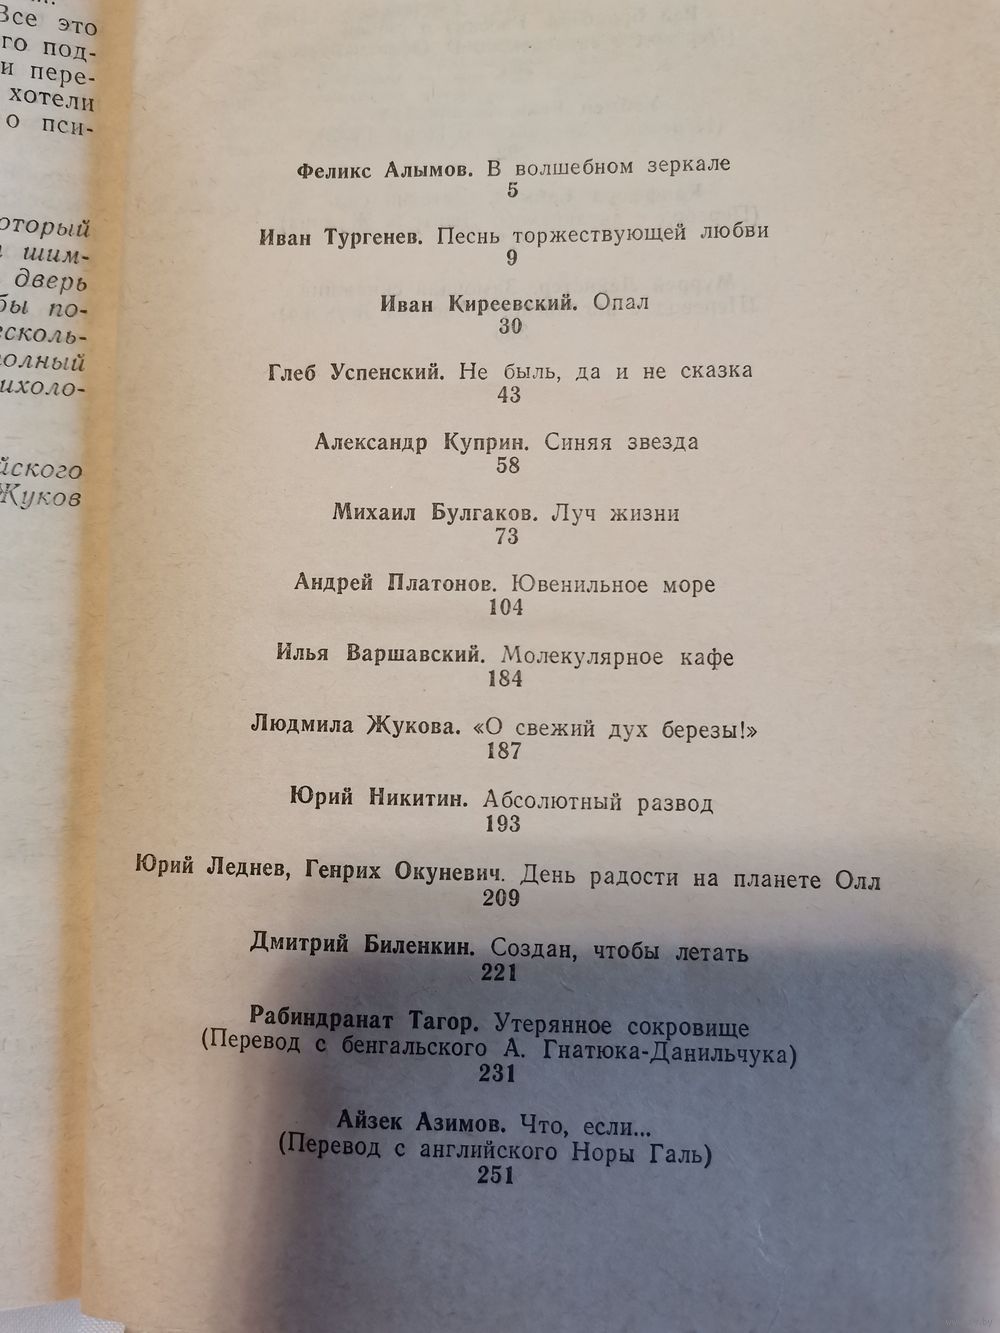 Все это
го под-
и пере-
хотели
о пси-
оторый
шим-
дверь
бы по-
есколь-
олный
ихоло-
йского
Жуков
Феликс Алымов. В волшебном зеркале
5
Иван Тургенев. Песнь торжествующей любви
9
Иван Киреевский. Опал
30
Глеб Успенский. Не быль, да и не сказка
43
Александр Куприн. Синяя звезда
58
Михаил Булгаков. Луч жизни
73
Андрей Платонов. Ювенильное море
104
Илья Варшавский. Молекулярное кафе
184
Людмила Жукова. «О свежий дух березы!»
187
Юрий Никитин. Абсолютный развод
193
Юрий Леднев, Генрих Окуневич. День радости на планете Олл
209
Дмитрий Биленкин. Создан, чтобы летать
221
Рабиндранат Тагор. Утерянное сокровище
(Перевод с бенгальского А. Гнатюка-Данильчука)
231
Айзек Азимов. Что, если...
(Перевод с английского Норы Галь)
251